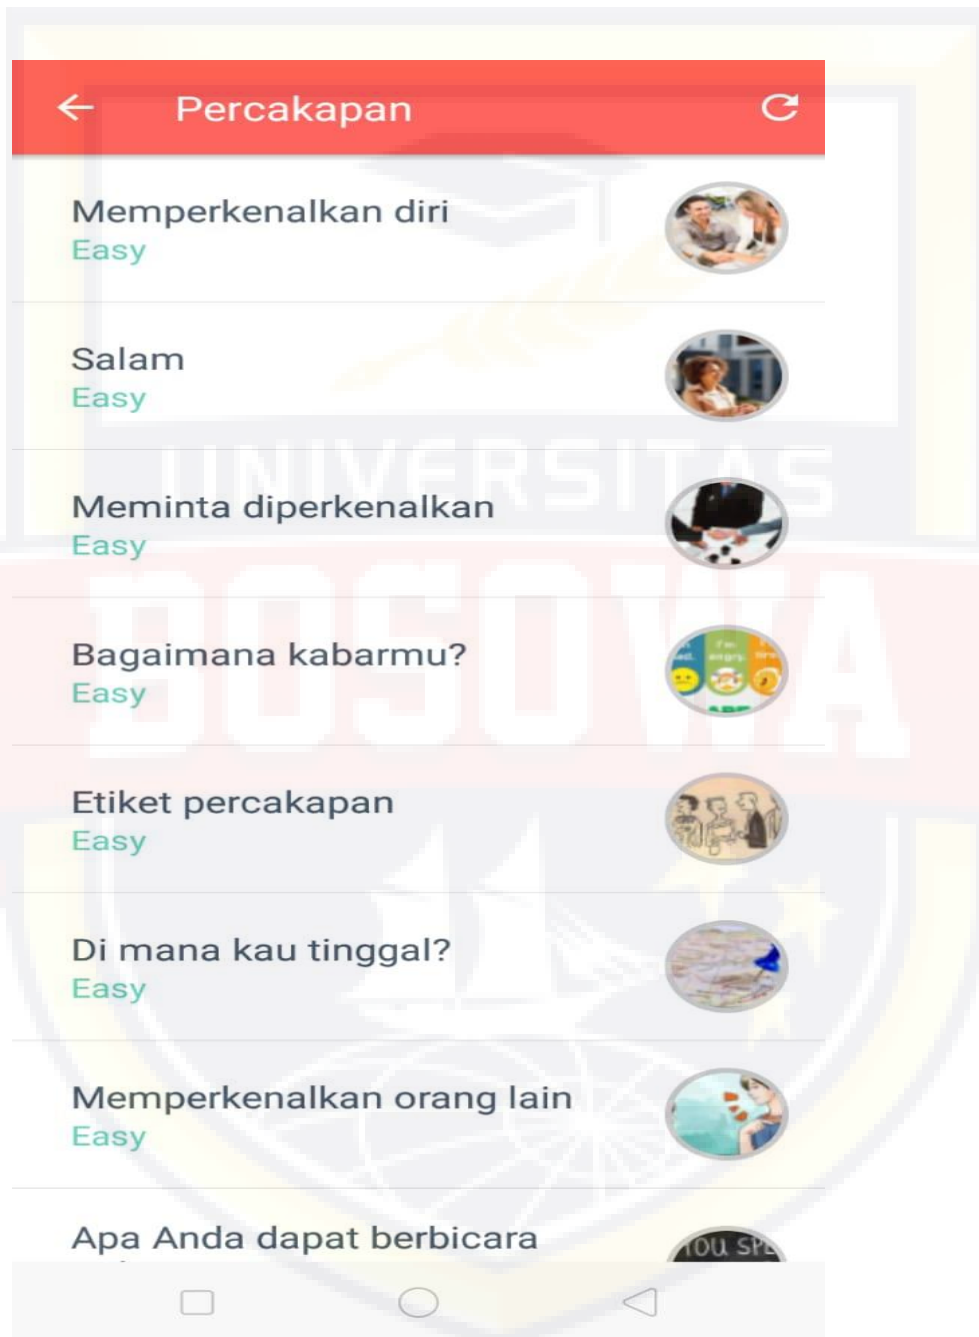 Percakapan
Memperkenalkan diri
Easy
Salam
Easy
Meminta diperkenalkan
Easy
Bagaimana kabarmu?
Easy
Etiket percakapan
Easy
Di mana kau tinggal?
Easy
Memperkenalkan orang lain
Easy
Apa Anda dapat berbicara
YOU
UNIVERSITAS
BOSOWA